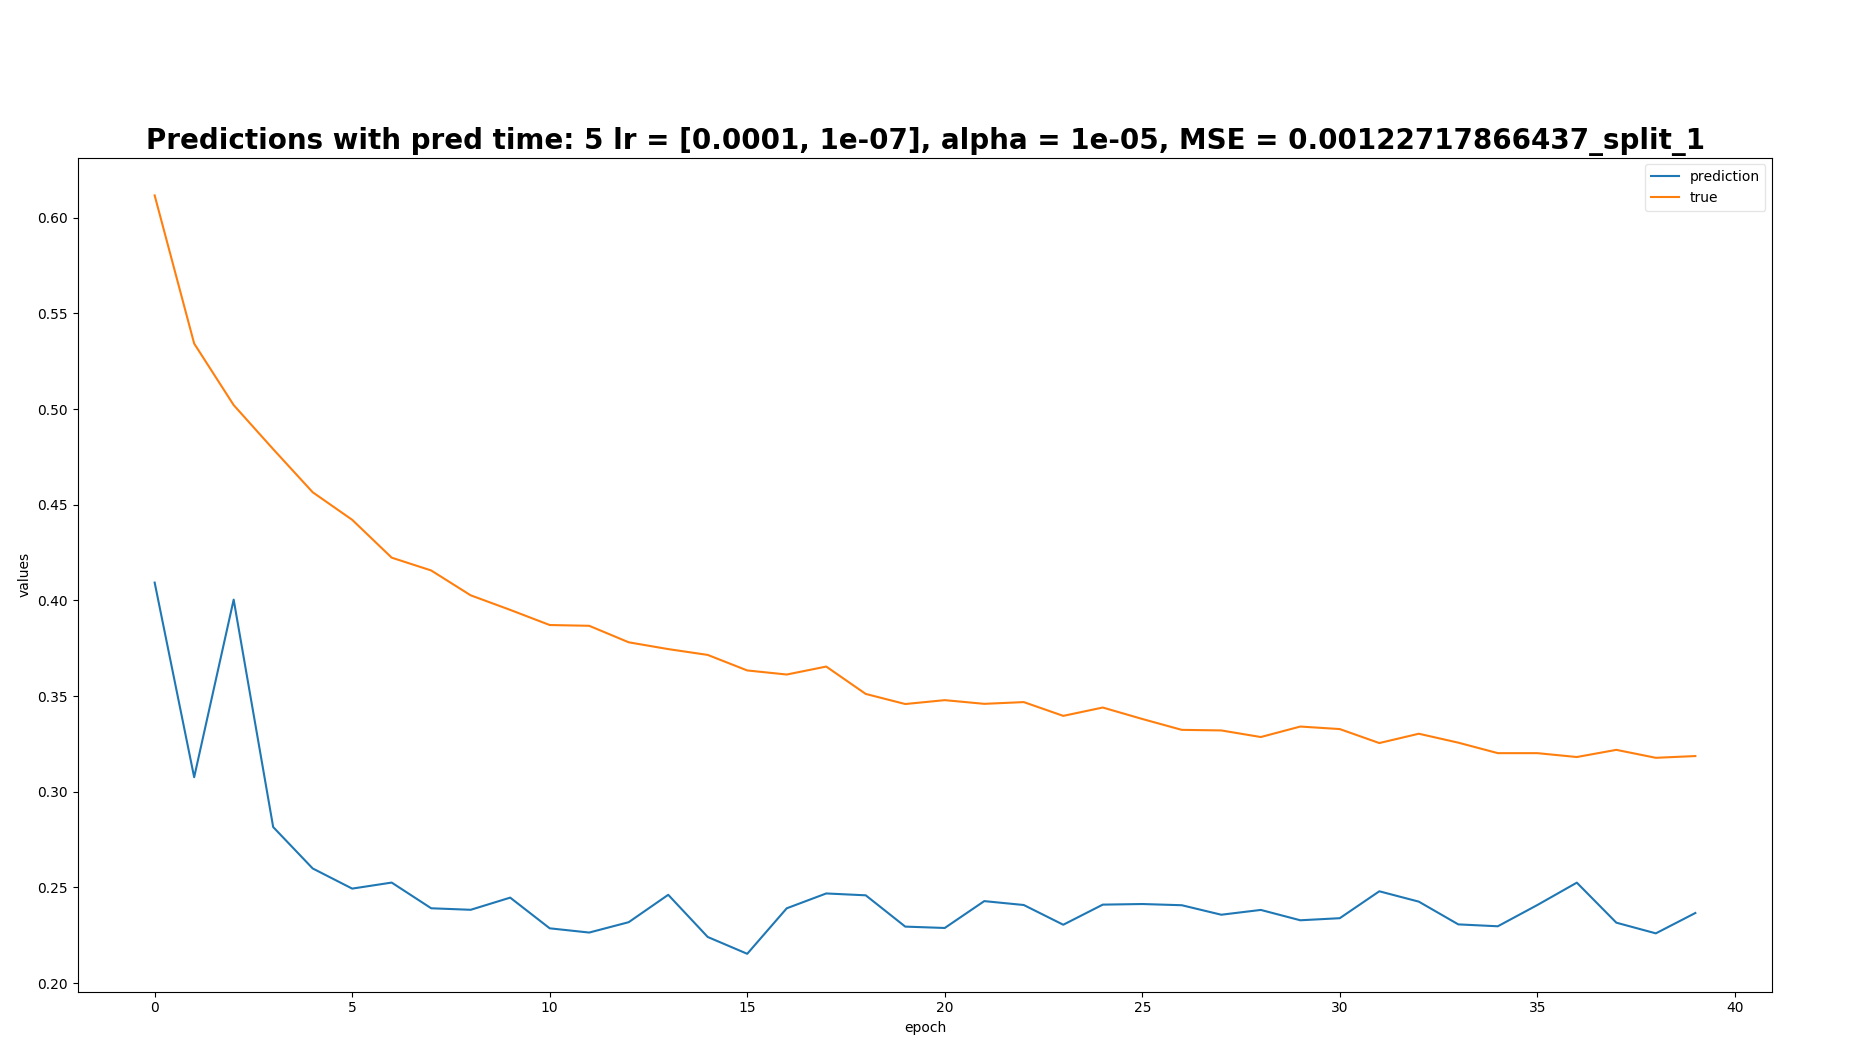 Predictions with pred time: 5 lr = [0.0001, 1e-07], alpha = 1e-05, MSE = 0.00122717866437_split_1
prediction
true
0.60
0.55
0.50
0.45
0.40
0.35
0.30
0.25
0.20
values
0 5 10 15 20 25 30 35 40
epoch